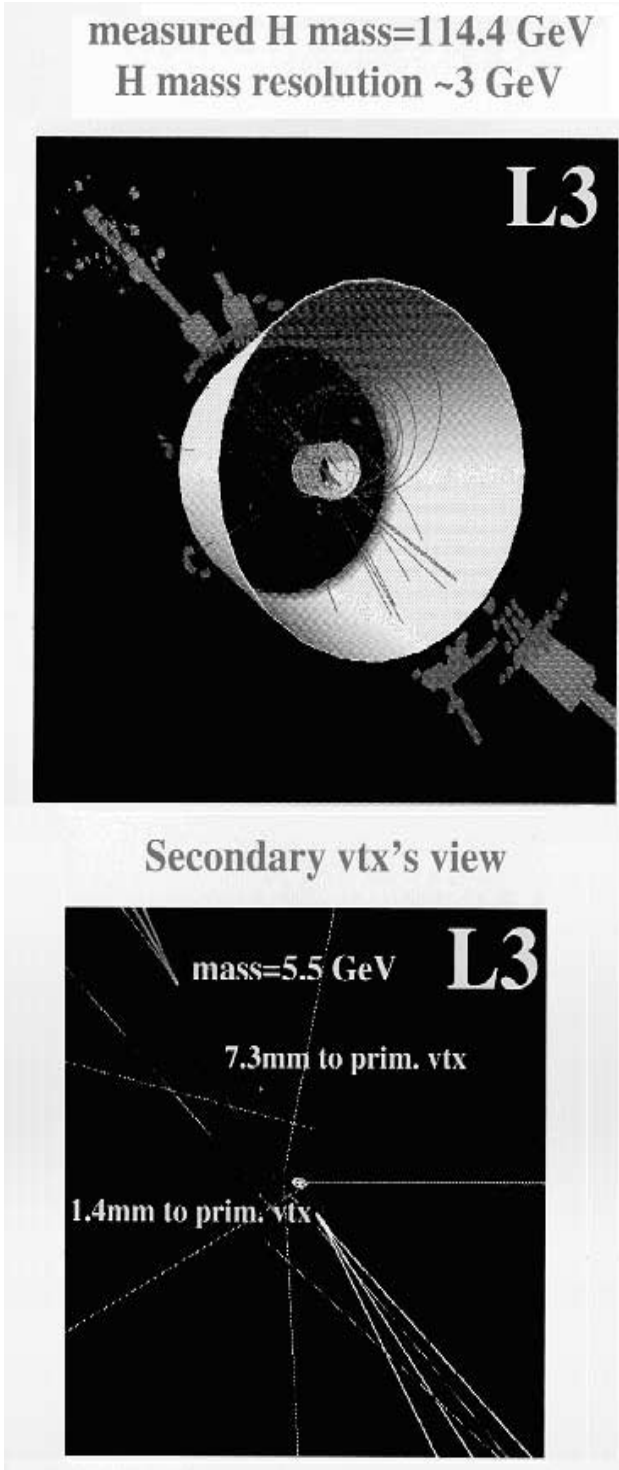 measured H mass=114.4 GeV
H mass resolution ~3 GeV
L3
Secondary vtx's view
L3
mass=5.5 GeV
7.3mm to prim. vtx
1.4mm to prim. vtx